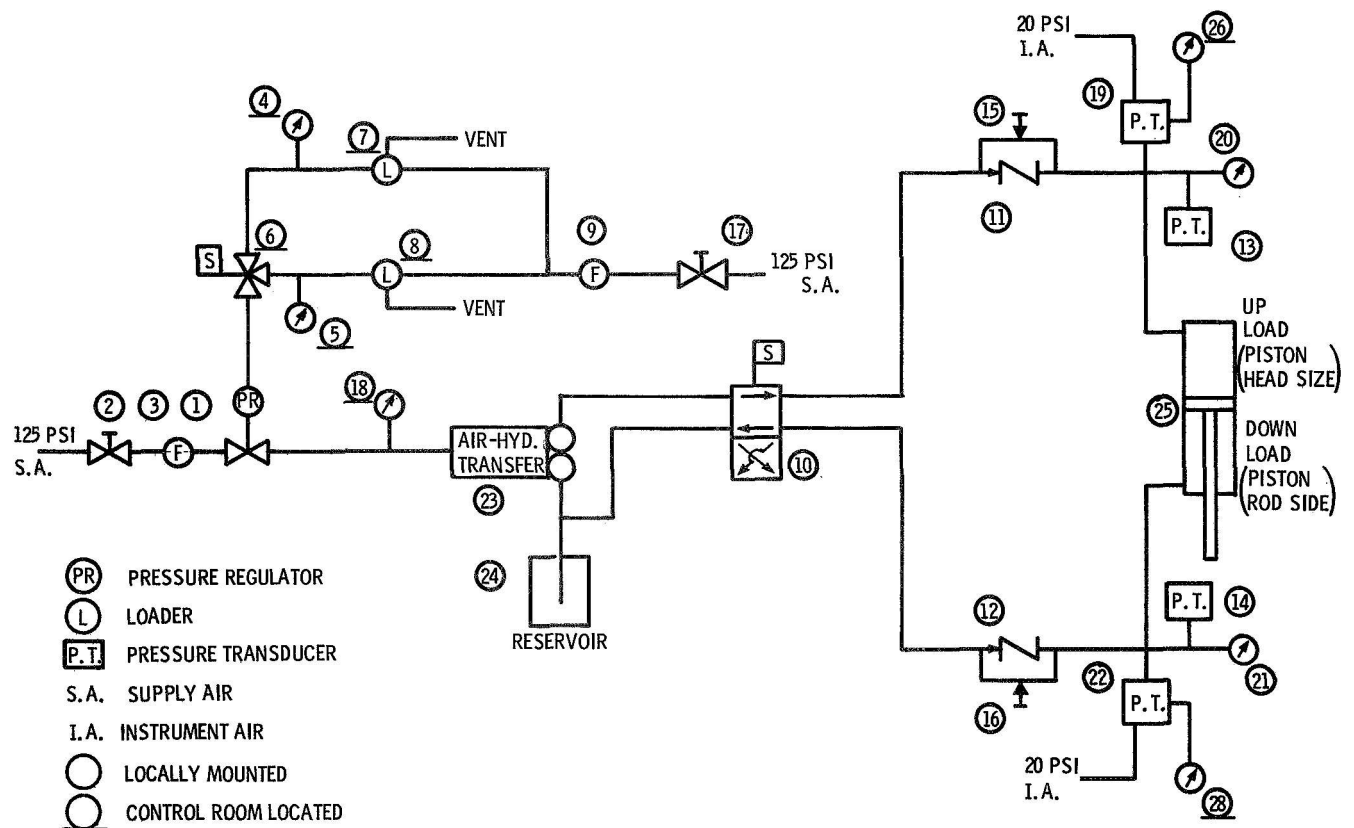 20 PSI
I.A.
26
19
P.T.
15
20
11
P.T.
13
4
7
VENT
L
6
S
8
9
17
L
F
125 PSI
S.A.
VENT
5
UP
LOAD
(PISTON
HEAD SIZE)
25
DOWN
LOAD
(PISTON
ROD SIDE)
2
3
1
PR
18
S
125 PSI
S.A.
F
AIR-HYD.
TRANSFER
10
23
24
RESERVOIR
12
P.T.
14
22
21
16
P.T.
20 PSI
I.A.
28
PR PRESSURE REGULATOR
L LOADER
P.T. PRESSURE TRANSDUCER
S.A. SUPPLY AIR
I.A. INSTRUMENT AIR
LOCALLY MOUNTED
CONTROL ROOM LOCATED